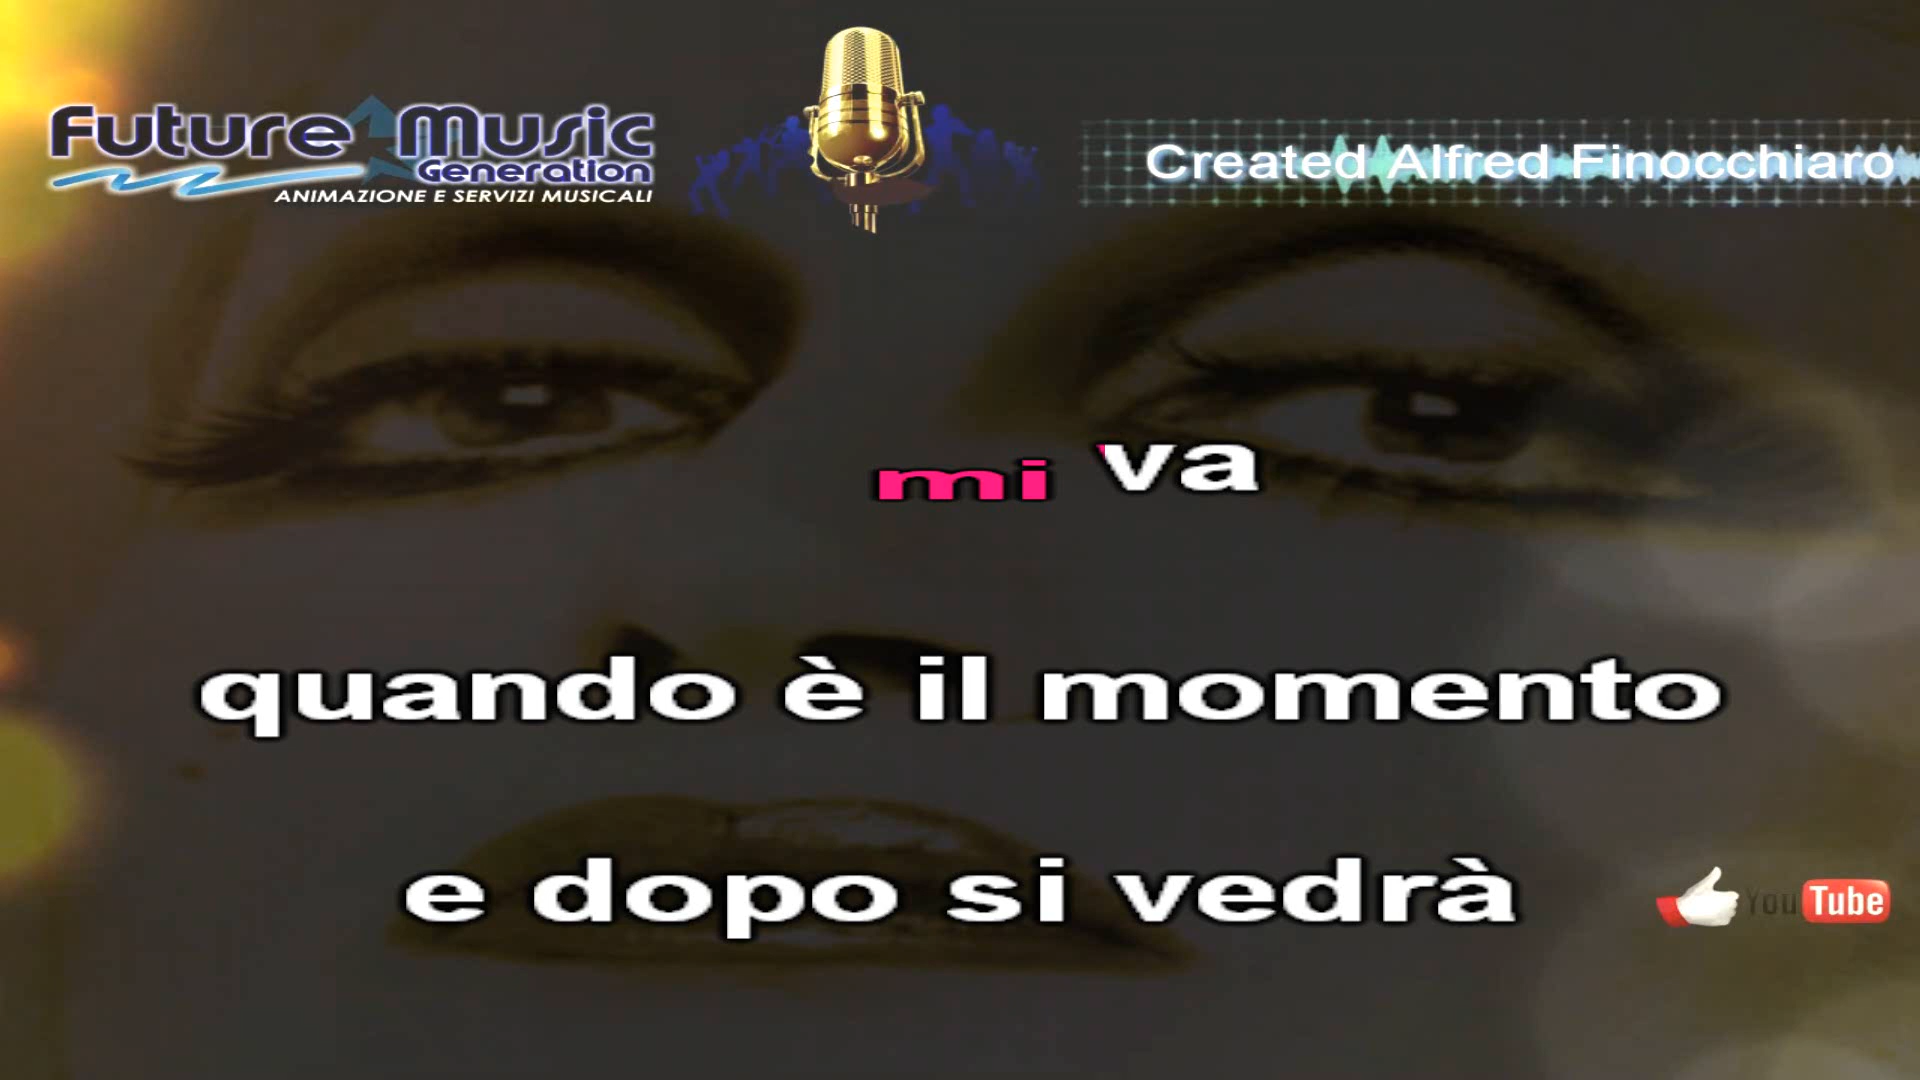 Future Music
Generation
ANIMAZIONE E SERVIZI MUSICALI
Created Alfred Finocchiaro
mi va
quando è il momento
e dopo si vedrà
YouTube